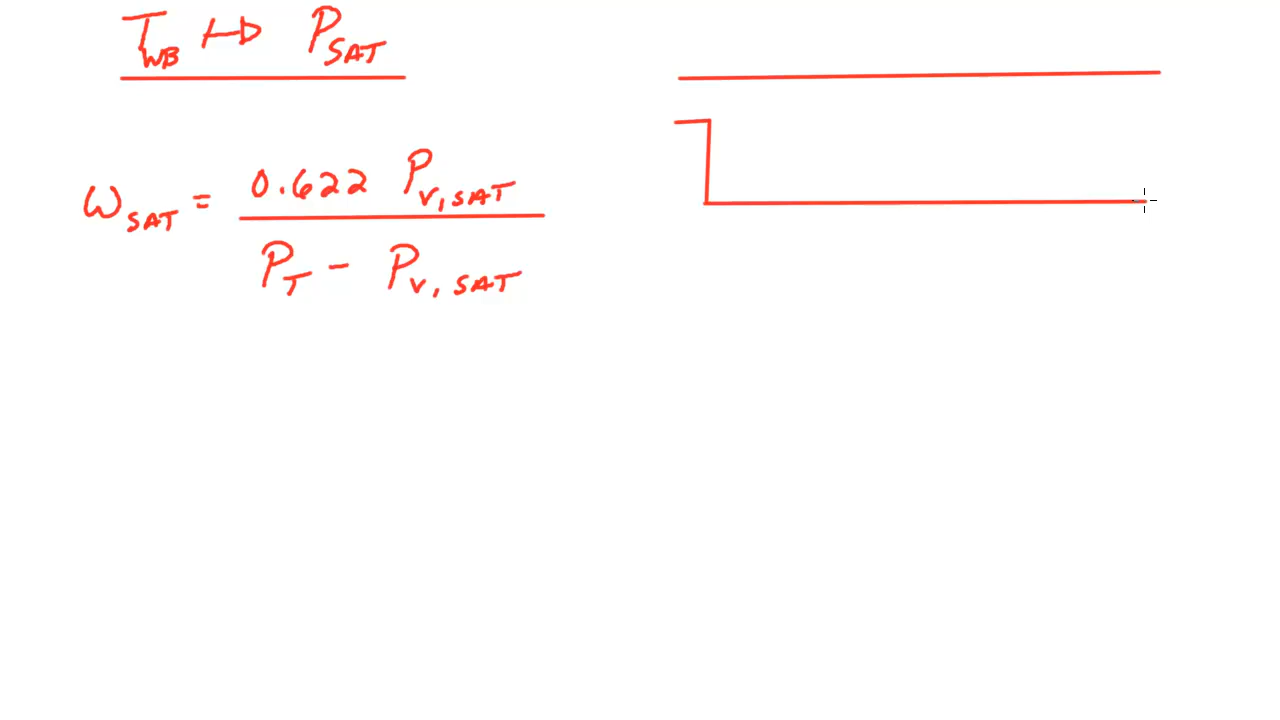 T_WB ↦ P_SAT
ω_SAT = 0.622 P_v,SAT / P_T - P_v,SAT